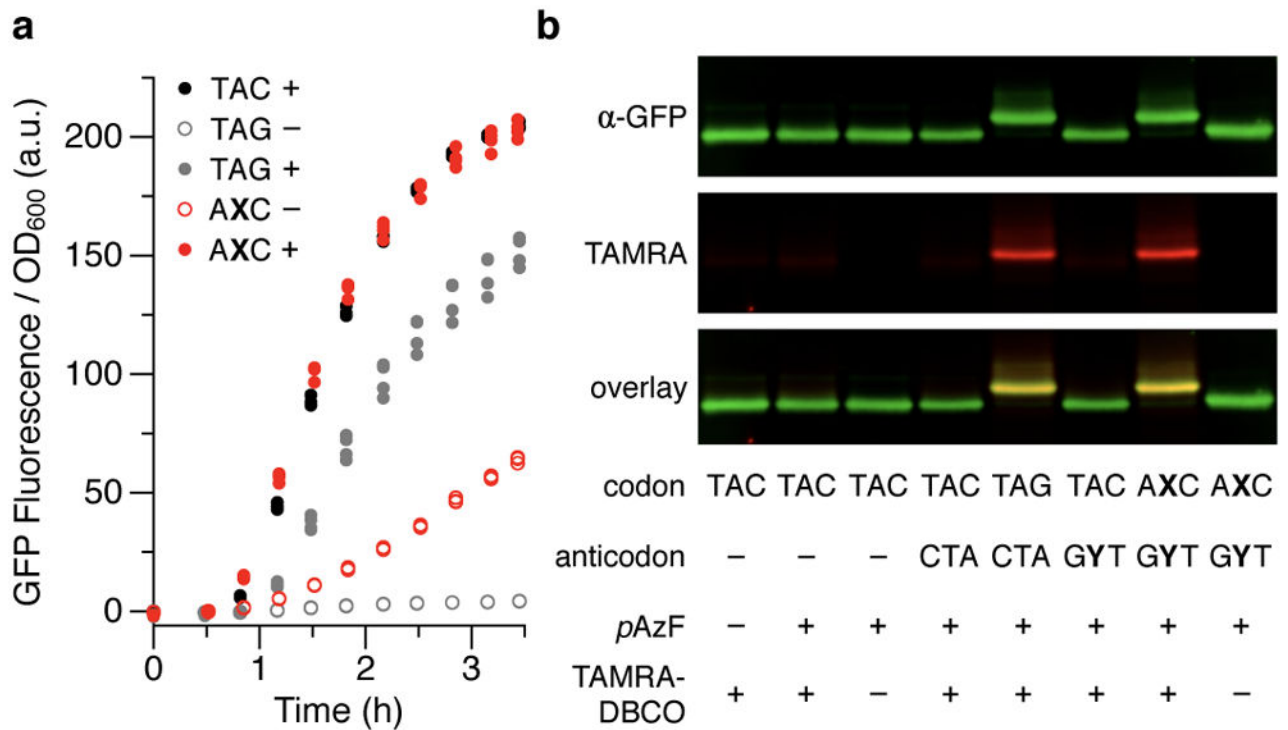 a
GFP Fluorescence / OD600 (a.u.)
200
150
100
50
0
0 1 2 3
Time (h)
TAC +
TAG −
TAG +
AXC −
AXC +
b
α-GFP
TAMRA
overlay
codon TAC TAC TAC TAC TAG TAC AXC AXC
anticodon − − − CTA CTA GYT GYT GYT
pAzF − + + + + + + +
TAMRA-
DBCO + + − + + + + −